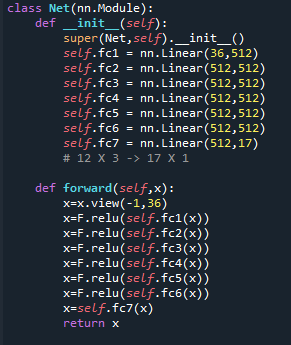 class Net(nn.Module):
    def __init__(self):
        super(Net,self).__init__()
        self.fc1 = nn.Linear(36,512)
        self.fc2 = nn.Linear(512,512)
        self.fc3 = nn.Linear(512,512)
        self.fc4 = nn.Linear(512,512)
        self.fc5 = nn.Linear(512,512)
        self.fc6 = nn.Linear(512,512)
        self.fc7 = nn.Linear(512,17)
        # 12 X 3 -> 17 X 1
    def forward(self,x):
        x=x.view(-1,36)
        x=F.relu(self.fc1(x))
        x=F.relu(self.fc2(x))
        x=F.relu(self.fc3(x))
        x=F.relu(self.fc4(x))
        x=F.relu(self.fc5(x))
        x=F.relu(self.fc6(x))
        x=self.fc7(x)
        return x